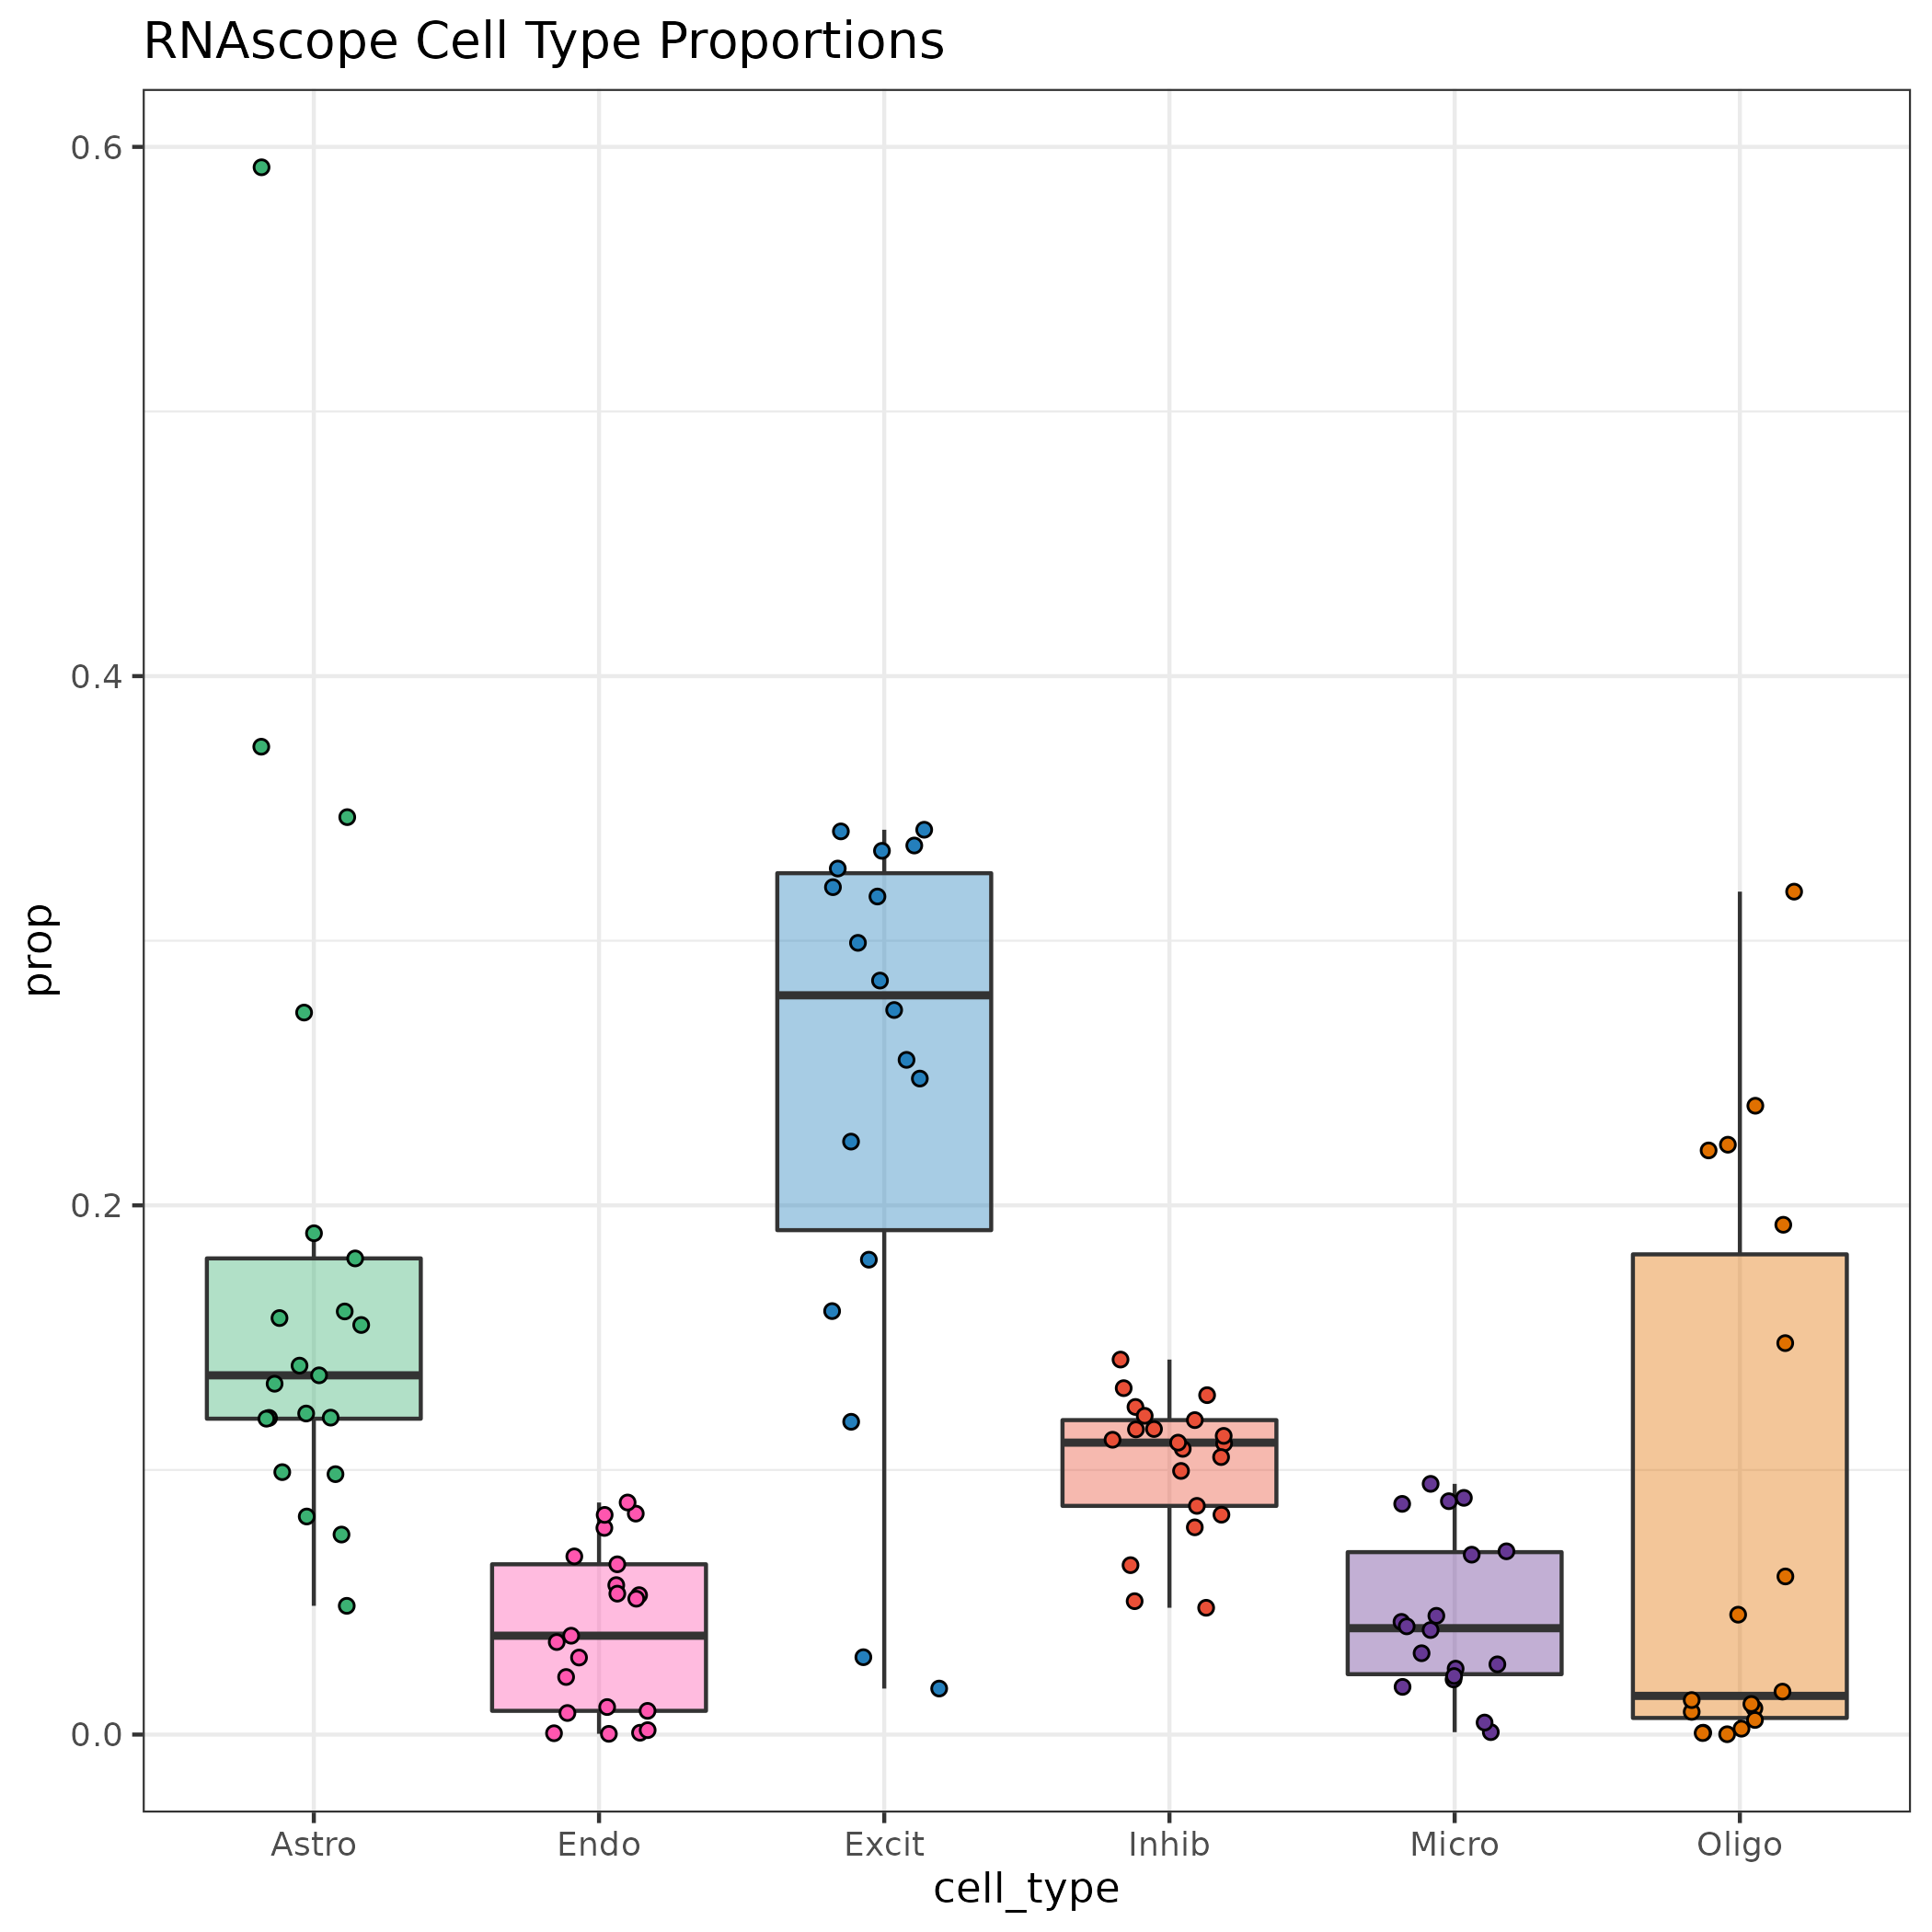 RNAscope Cell Type Proportions
0.6
0.4
0.2
0.0
prop
Astro Endo Excit Inhib Micro Oligo
cell_type